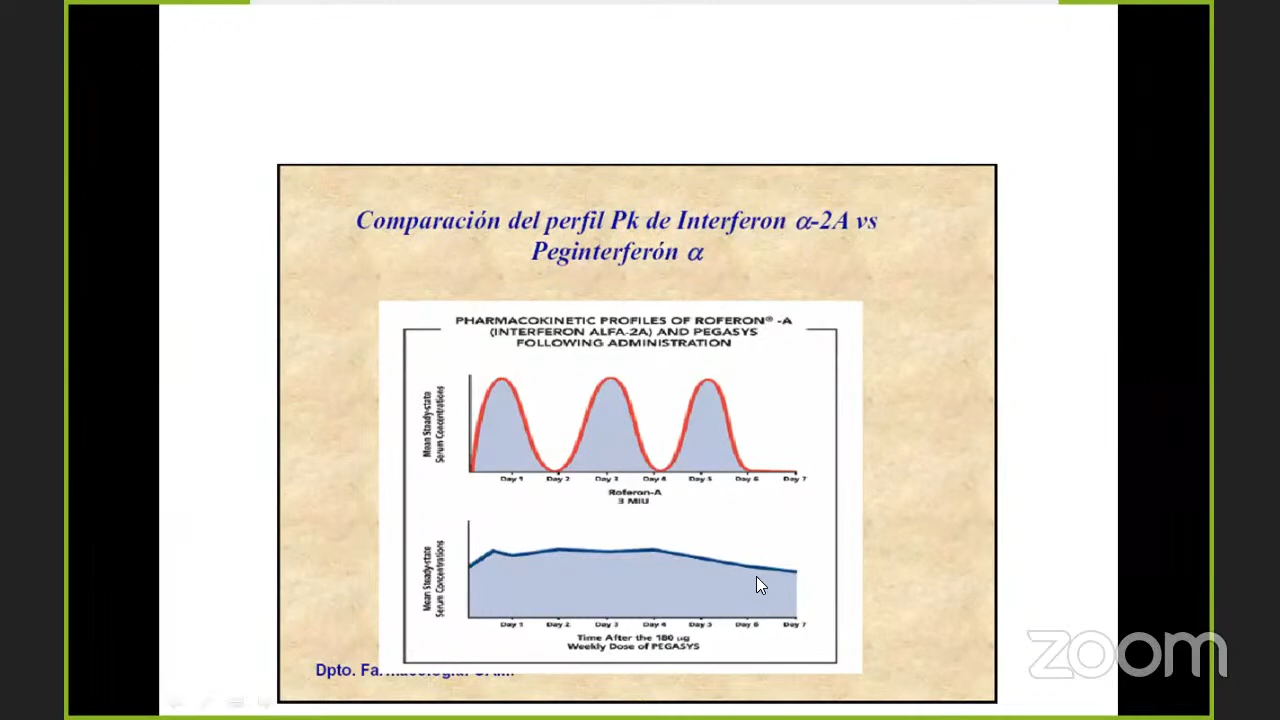 Comparación del perfil Pk de Interferon α-2A vs
Peginterferón α
PHARMACOKINETIC PROFILES OF ROFERON® -A
(INTERFERON ALFA-2A) AND PEGASYS
FOLLOWING ADMINISTRATION
Mean Steady-state
Serum Concentrations
Day 1 Day 2 Day 3 Day 4 Day 5 Day 6 Day 7
Roferon-A
3 MIU
Mean Steady-state
Serum Concentrations
Day 1 Day 2 Day 3 Day 4 Day 5 Day 6 Day 7
Time After the 180 µg
Weekly Dose of PEGASYS
Dpto.
zoom